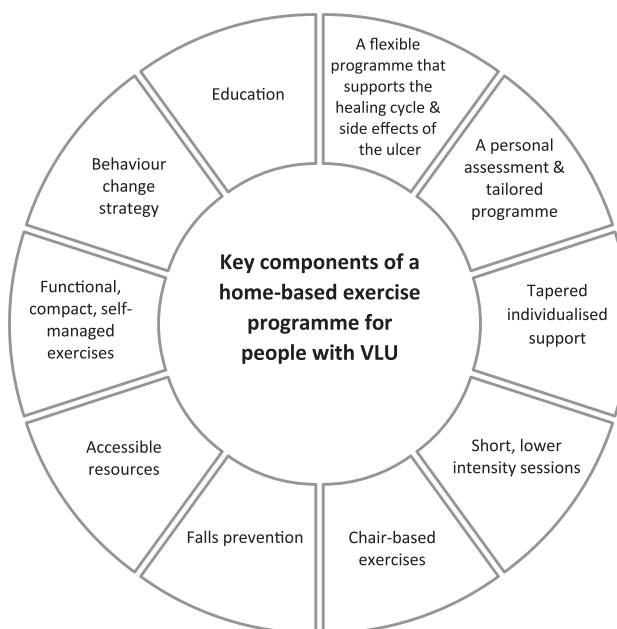 Key components of a
home-based exercise
programme for
people with VLU
A flexible
programme that
supports the
healing cycle &
side effects of
the ulcer
A personal
assessment &
tailored
programme
Tapered
individualised
support
Short, lower
intensity sessions
Chair-based
exercises
Falls prevention
Accessible
resources
Functional,
compact, self-
managed
exercises
Behaviour
change
strategy
Education